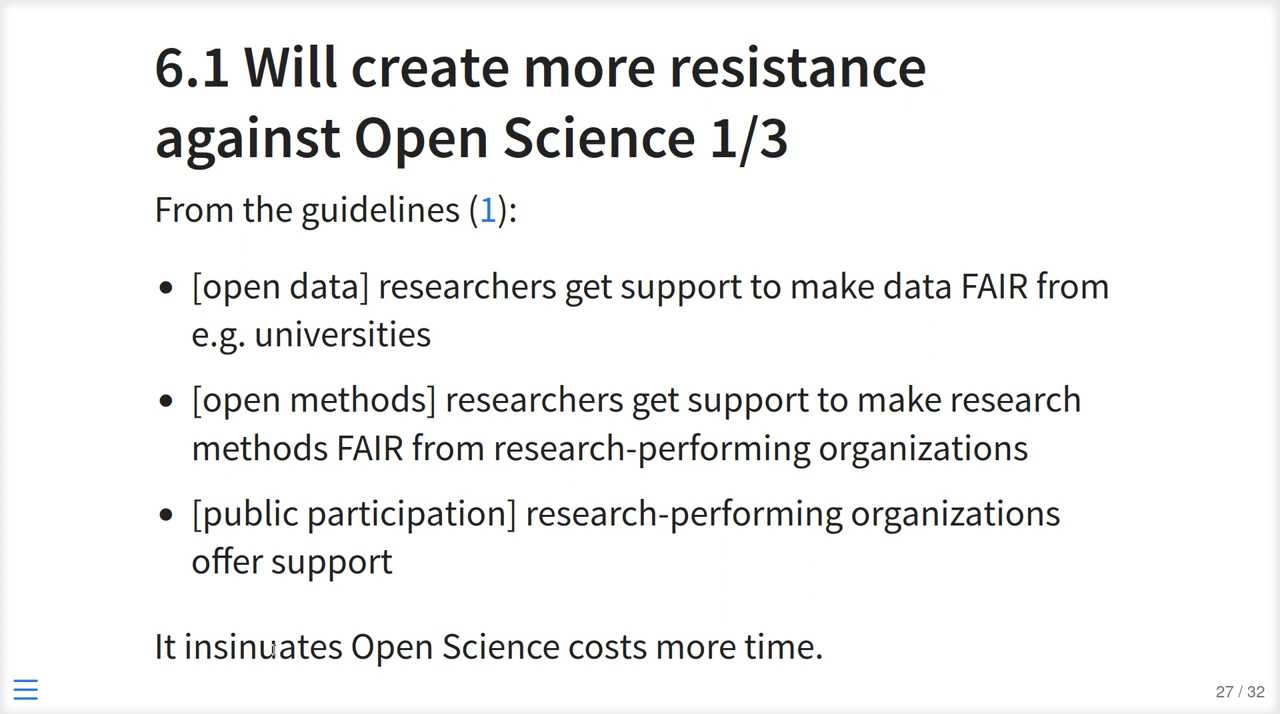 6.1 Will create more resistance
against Open Science 1/3
From the guidelines (1):
• [open data] researchers get support to make data FAIR from
e.g. universities
• [open methods] researchers get support to make research
methods FAIR from research-performing organizations
• [public participation] research-performing organizations
offer support
It insinuates Open Science costs more time.
27 / 32